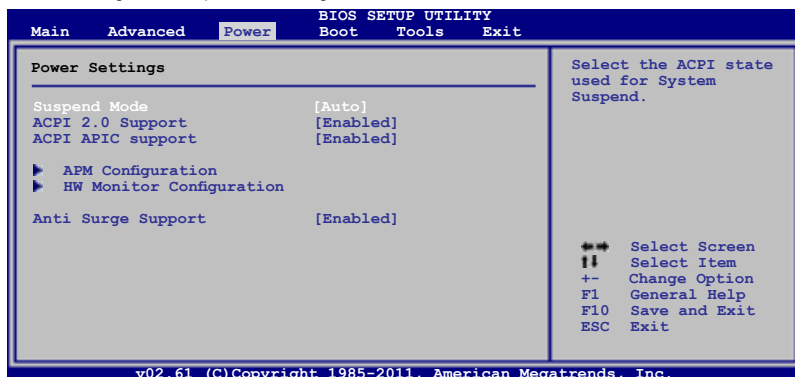 BIOS SETUP UTILITY
Main Advanced Power Boot Tools Exit
Power Settings
Suspend Mode [Auto]
ACPI 2.0 Support [Enabled]
ACPI APIC support [Enabled]
APM Configuration
HW Monitor Configuration
Anti Surge Support [Enabled]
Select the ACPI state
used for System
Suspend.
Select Screen
Select Item
+- Change Option
F1 General Help
F10 Save and Exit
ESC Exit
v02.61 (C)Copyright 1985-2011, American Megatrends, Inc.